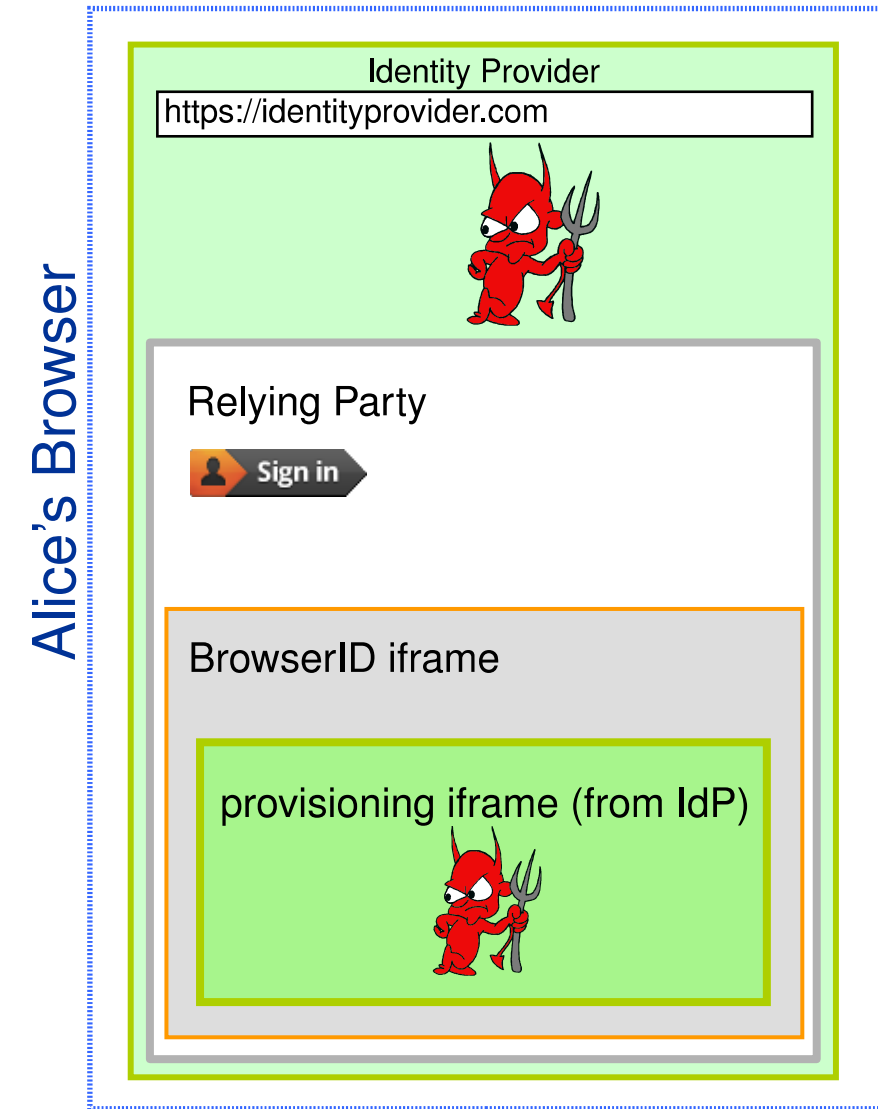 Alice's Browser
Identity Provider
https://identityprovider.com
Relying Party
Sign in
BrowserID iframe
provisioning iframe (from IdP)